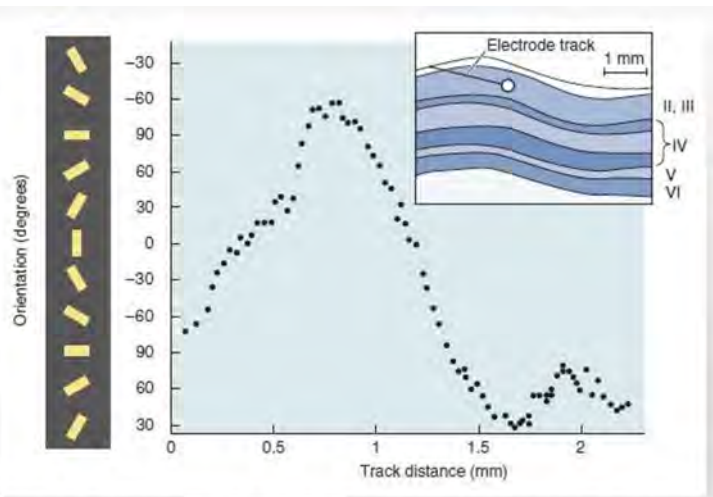 Orientation (degrees)
–30
–60
90
60
30
0
–30
–60
90
60
30
0
0.5
1
1.5
2
Track distance (mm)
Electrode track
1 mm
II, III
IV
V
VI